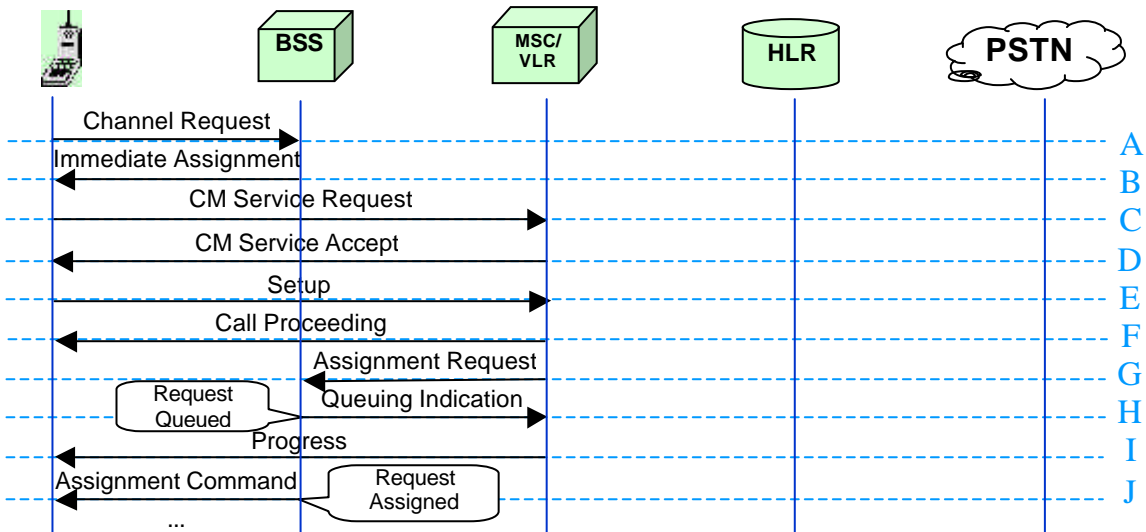 BSS
MSC/
VLR
HLR
PSTN
Channel Request
A
Immediate Assignment
B
CM Service Request
C
CM Service Accept
D
Setup
E
Call Proceeding
F
Assignment Request
G
Request
Queued
Queuing Indication
H
Progress
I
Assignment Command
Request
Assigned
J
...